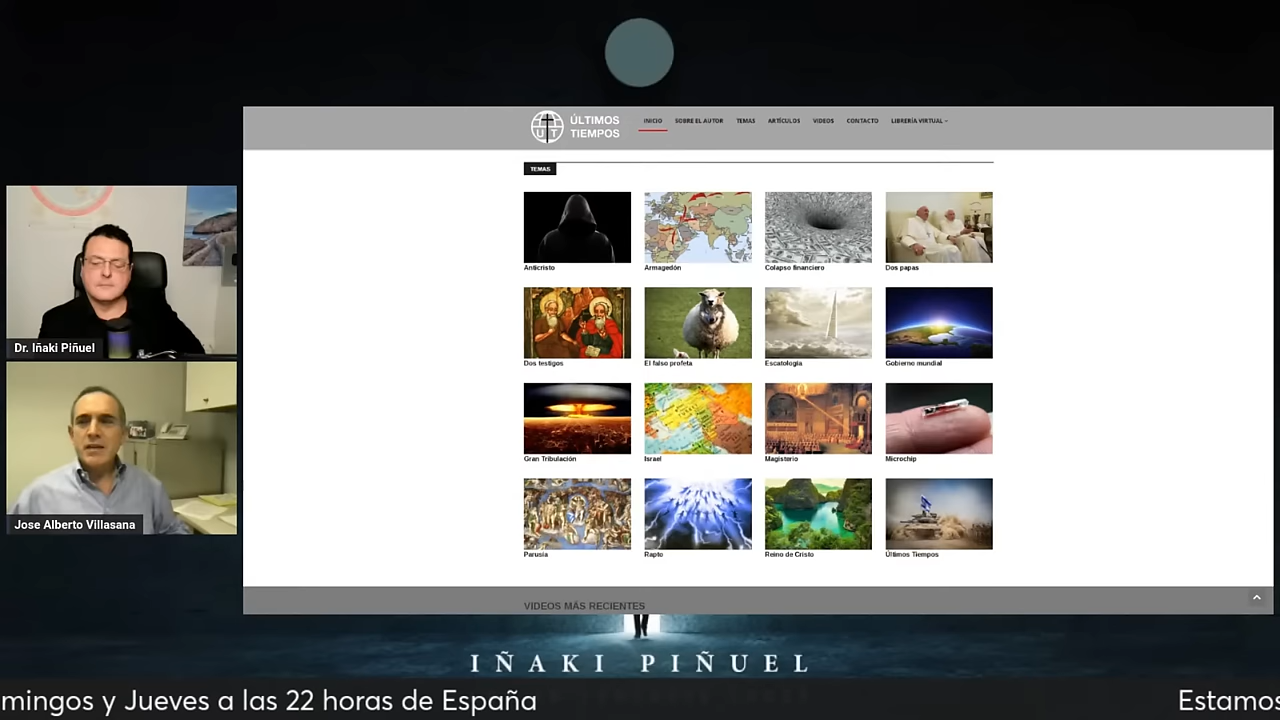 ÚLTIMOS
TIEMPOS
UT
INICIO SOBRE EL AUTOR TEMAS ARTÍCULOS VIDEOS CONTACTO LIBRERÍA VIRTUAL
TEMAS
Anticristo Armagedón Colapso financiero Dos papas
Dos testigos El falso profeta Escatología Gobierno mundial
Gran Tribulación Israel Magisterio Microchip
Parusía Rapto Reino de Cristo Últimos Tiempos
VIDEOS MÁS RECIENTES
Dr. Iñaki Piñuel
Jose Alberto Villasana
IÑAKI PIÑUEL
mingos y Jueves a las 22 horas de España Estamos